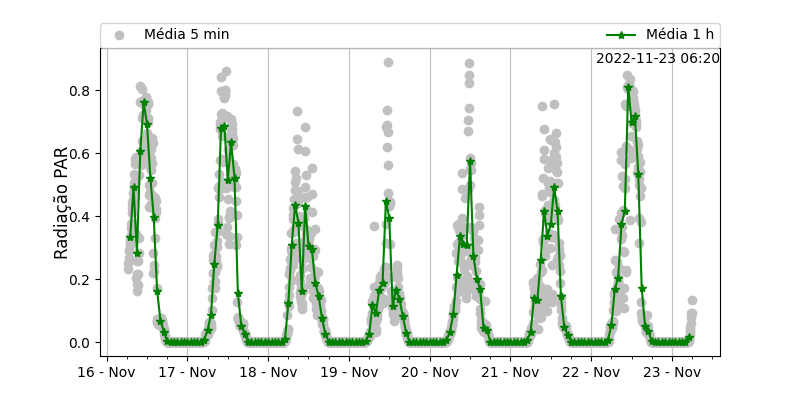 Média 5 min
Média 1 h
2022-11-23 06:20
Radiação PAR
0.8
0.6
0.4
0.2
0.0
16 - Nov
17 - Nov
18 - Nov
19 - Nov
20 - Nov
21 - Nov
22 - Nov
23 - Nov